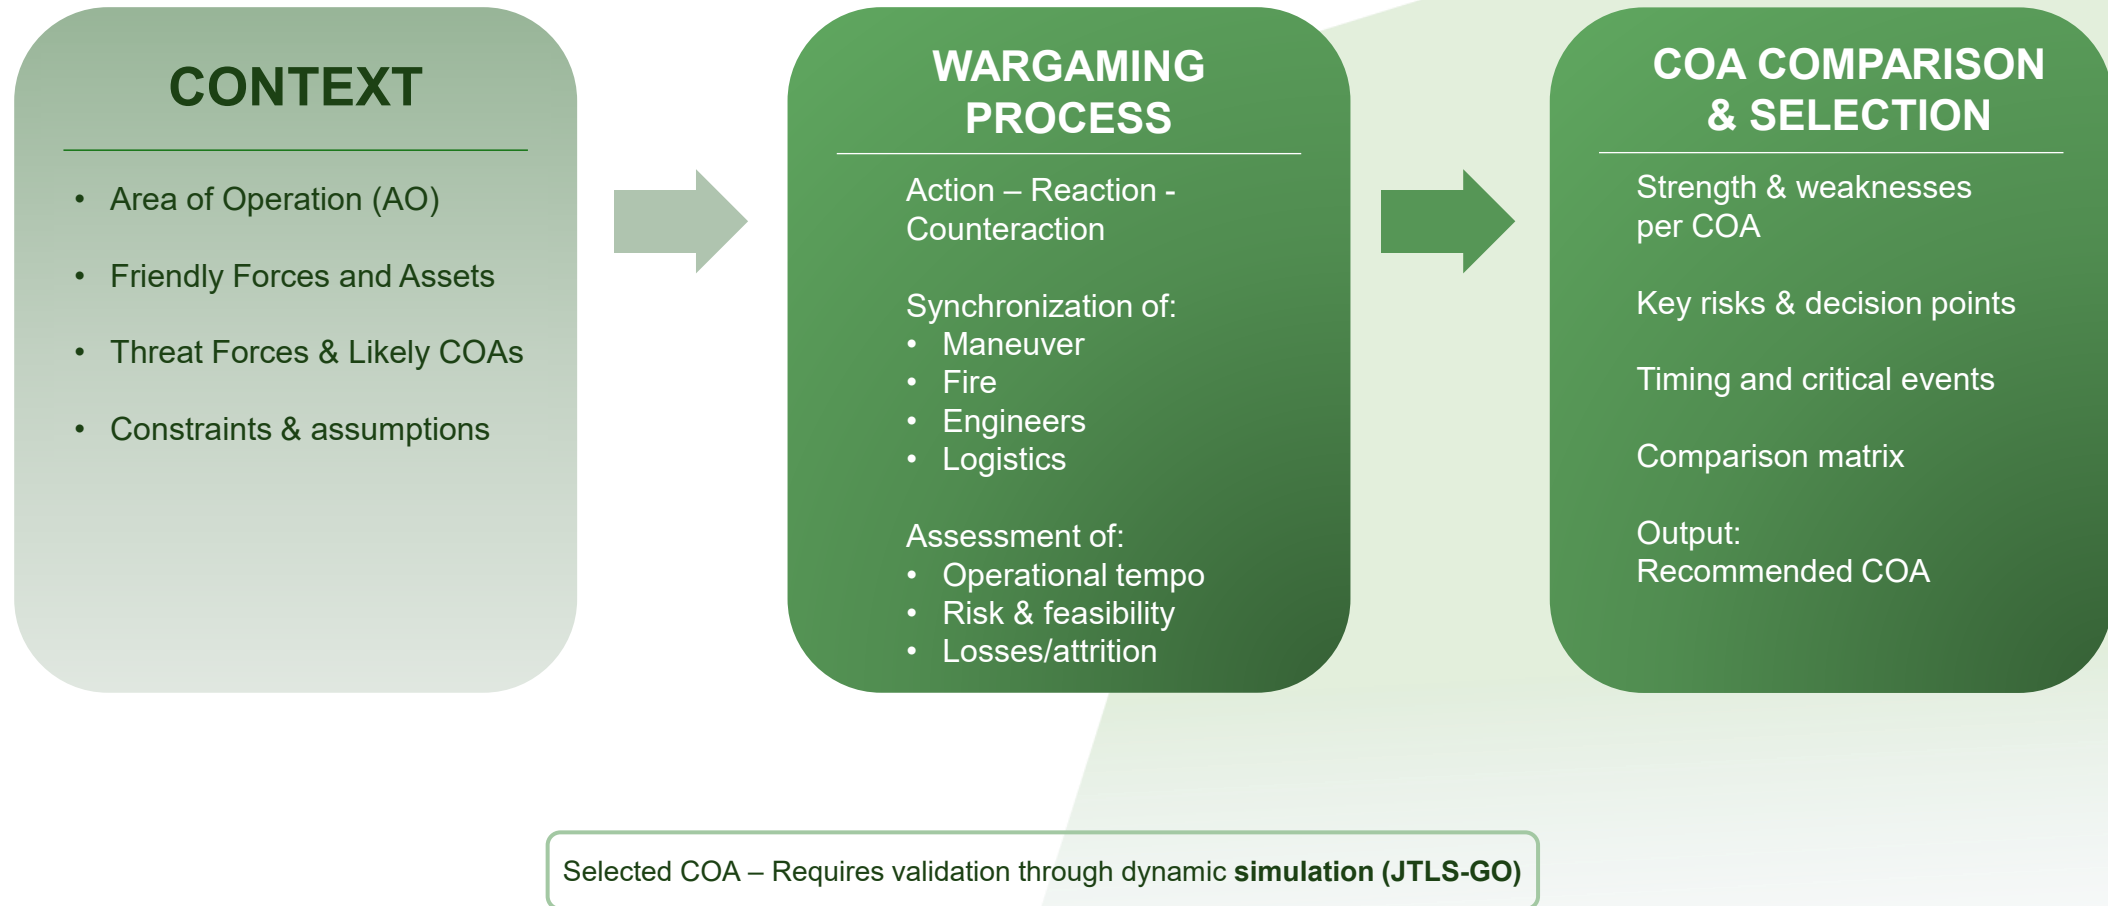 CONTEXT
• Area of Operation (AO)
• Friendly Forces and Assets
• Threat Forces & Likely COAs
• Constraints & assumptions
WARGAMING
PROCESS
Action – Reaction -
Counteraction
Synchronization of:
• Maneuver
• Fire
• Engineers
• Logistics
Assessment of:
• Operational tempo
• Risk & feasibility
• Losses/attrition
COA COMPARISON
& SELECTION
Strength & weaknesses
per COA
Key risks & decision points
Timing and critical events
Comparison matrix
Output:
Recommended COA
Selected COA – Requires validation through dynamic simulation (JTLS-GO)